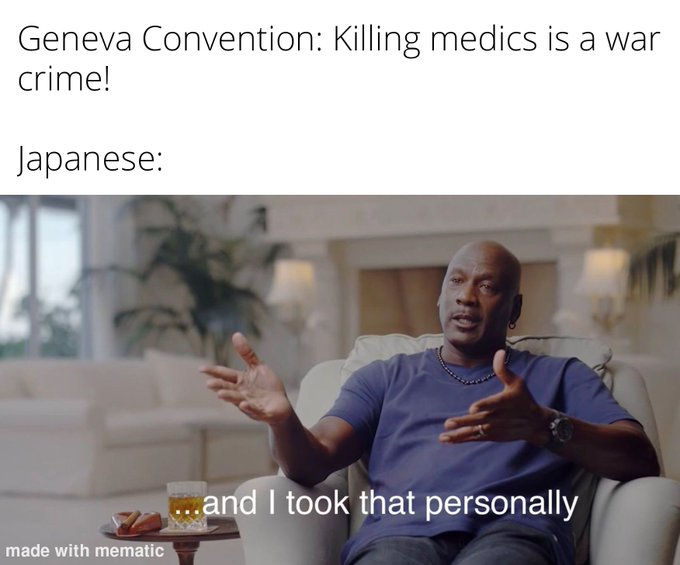 Geneva Convention: Killing medics is a war
crime!
Japanese:
...and I took that personally
made with mematic